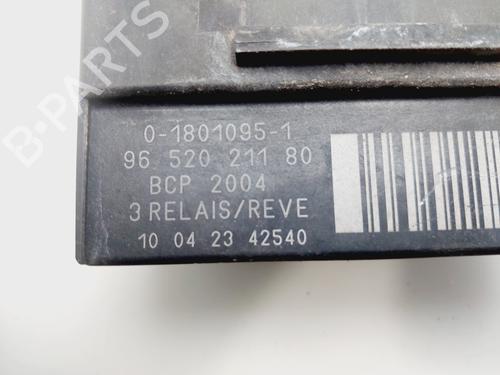 B-PARTS
0-1801095-1
96 520 211 80
BCP 2004
3 RELAIS/REVE
10 04 23 42540